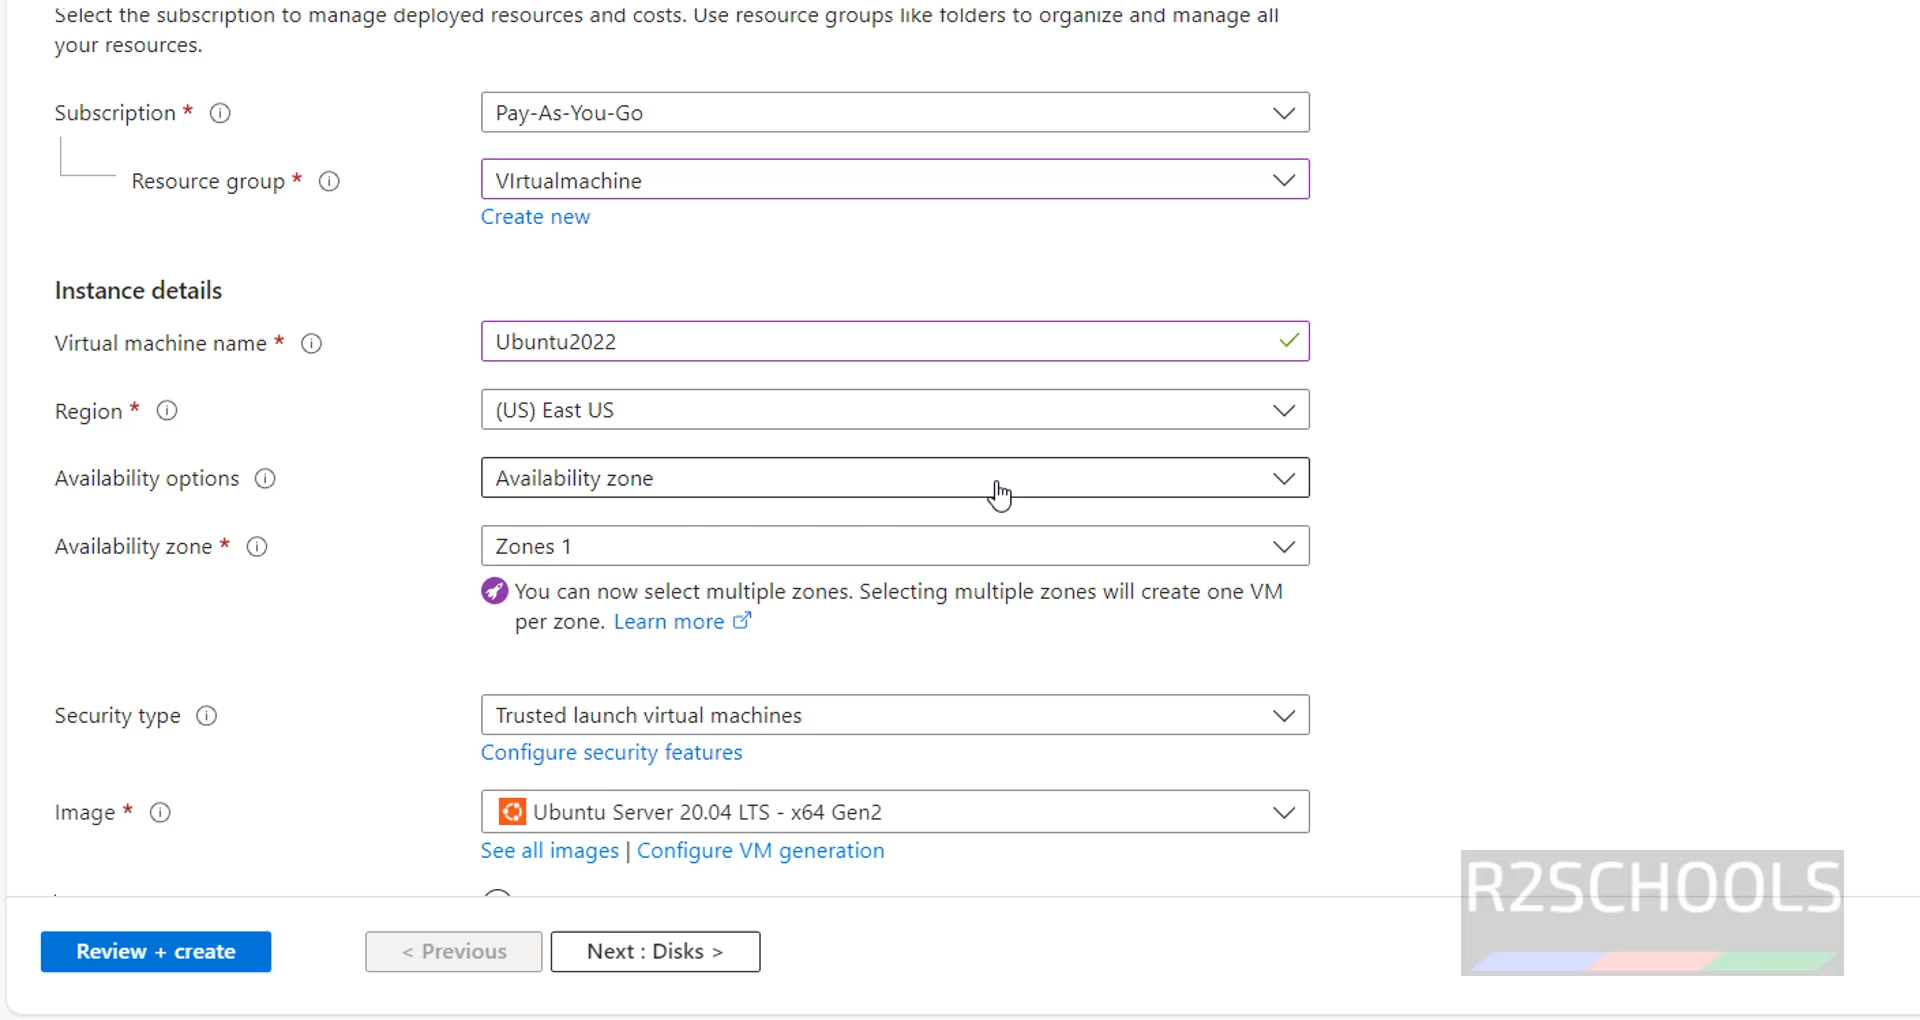 Select the subscription to manage deployed resources and costs. Use resource groups like folders to organize and manage all
your resources.
Subscription *
Pay-As-You-Go
Resource group *
VIrtualmachine
Create new
Instance details
Virtual machine name *
Ubuntu2022
Region *
(US) East US
Availability options
Availability zone
Availability zone *
Zones 1
You can now select multiple zones. Selecting multiple zones will create one VM
per zone. Learn more
Security type
Trusted launch virtual machines
Configure security features
Image *
Ubuntu Server 20.04 LTS - x64 Gen2
See all images | Configure VM generation
R2SCHOOLS
Review + create
< Previous
Next : Disks >